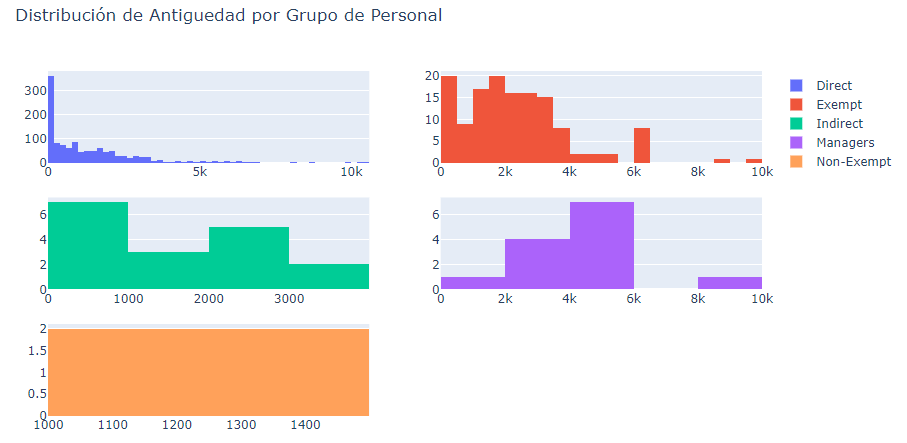 Distribución de Antiguedad por Grupo de Personal
300
200
100
0
0 5k 10k
20
15
10
5
0
0 2k 4k 6k 8k 10k
Direct
Exempt
Indirect
Managers
Non-Exempt
6
4
2
0
0 1000 2000 3000
6
4
2
0
0 2k 4k 6k 8k 10k
2
1.5
1
0.5
0
1000 1100 1200 1300 1400